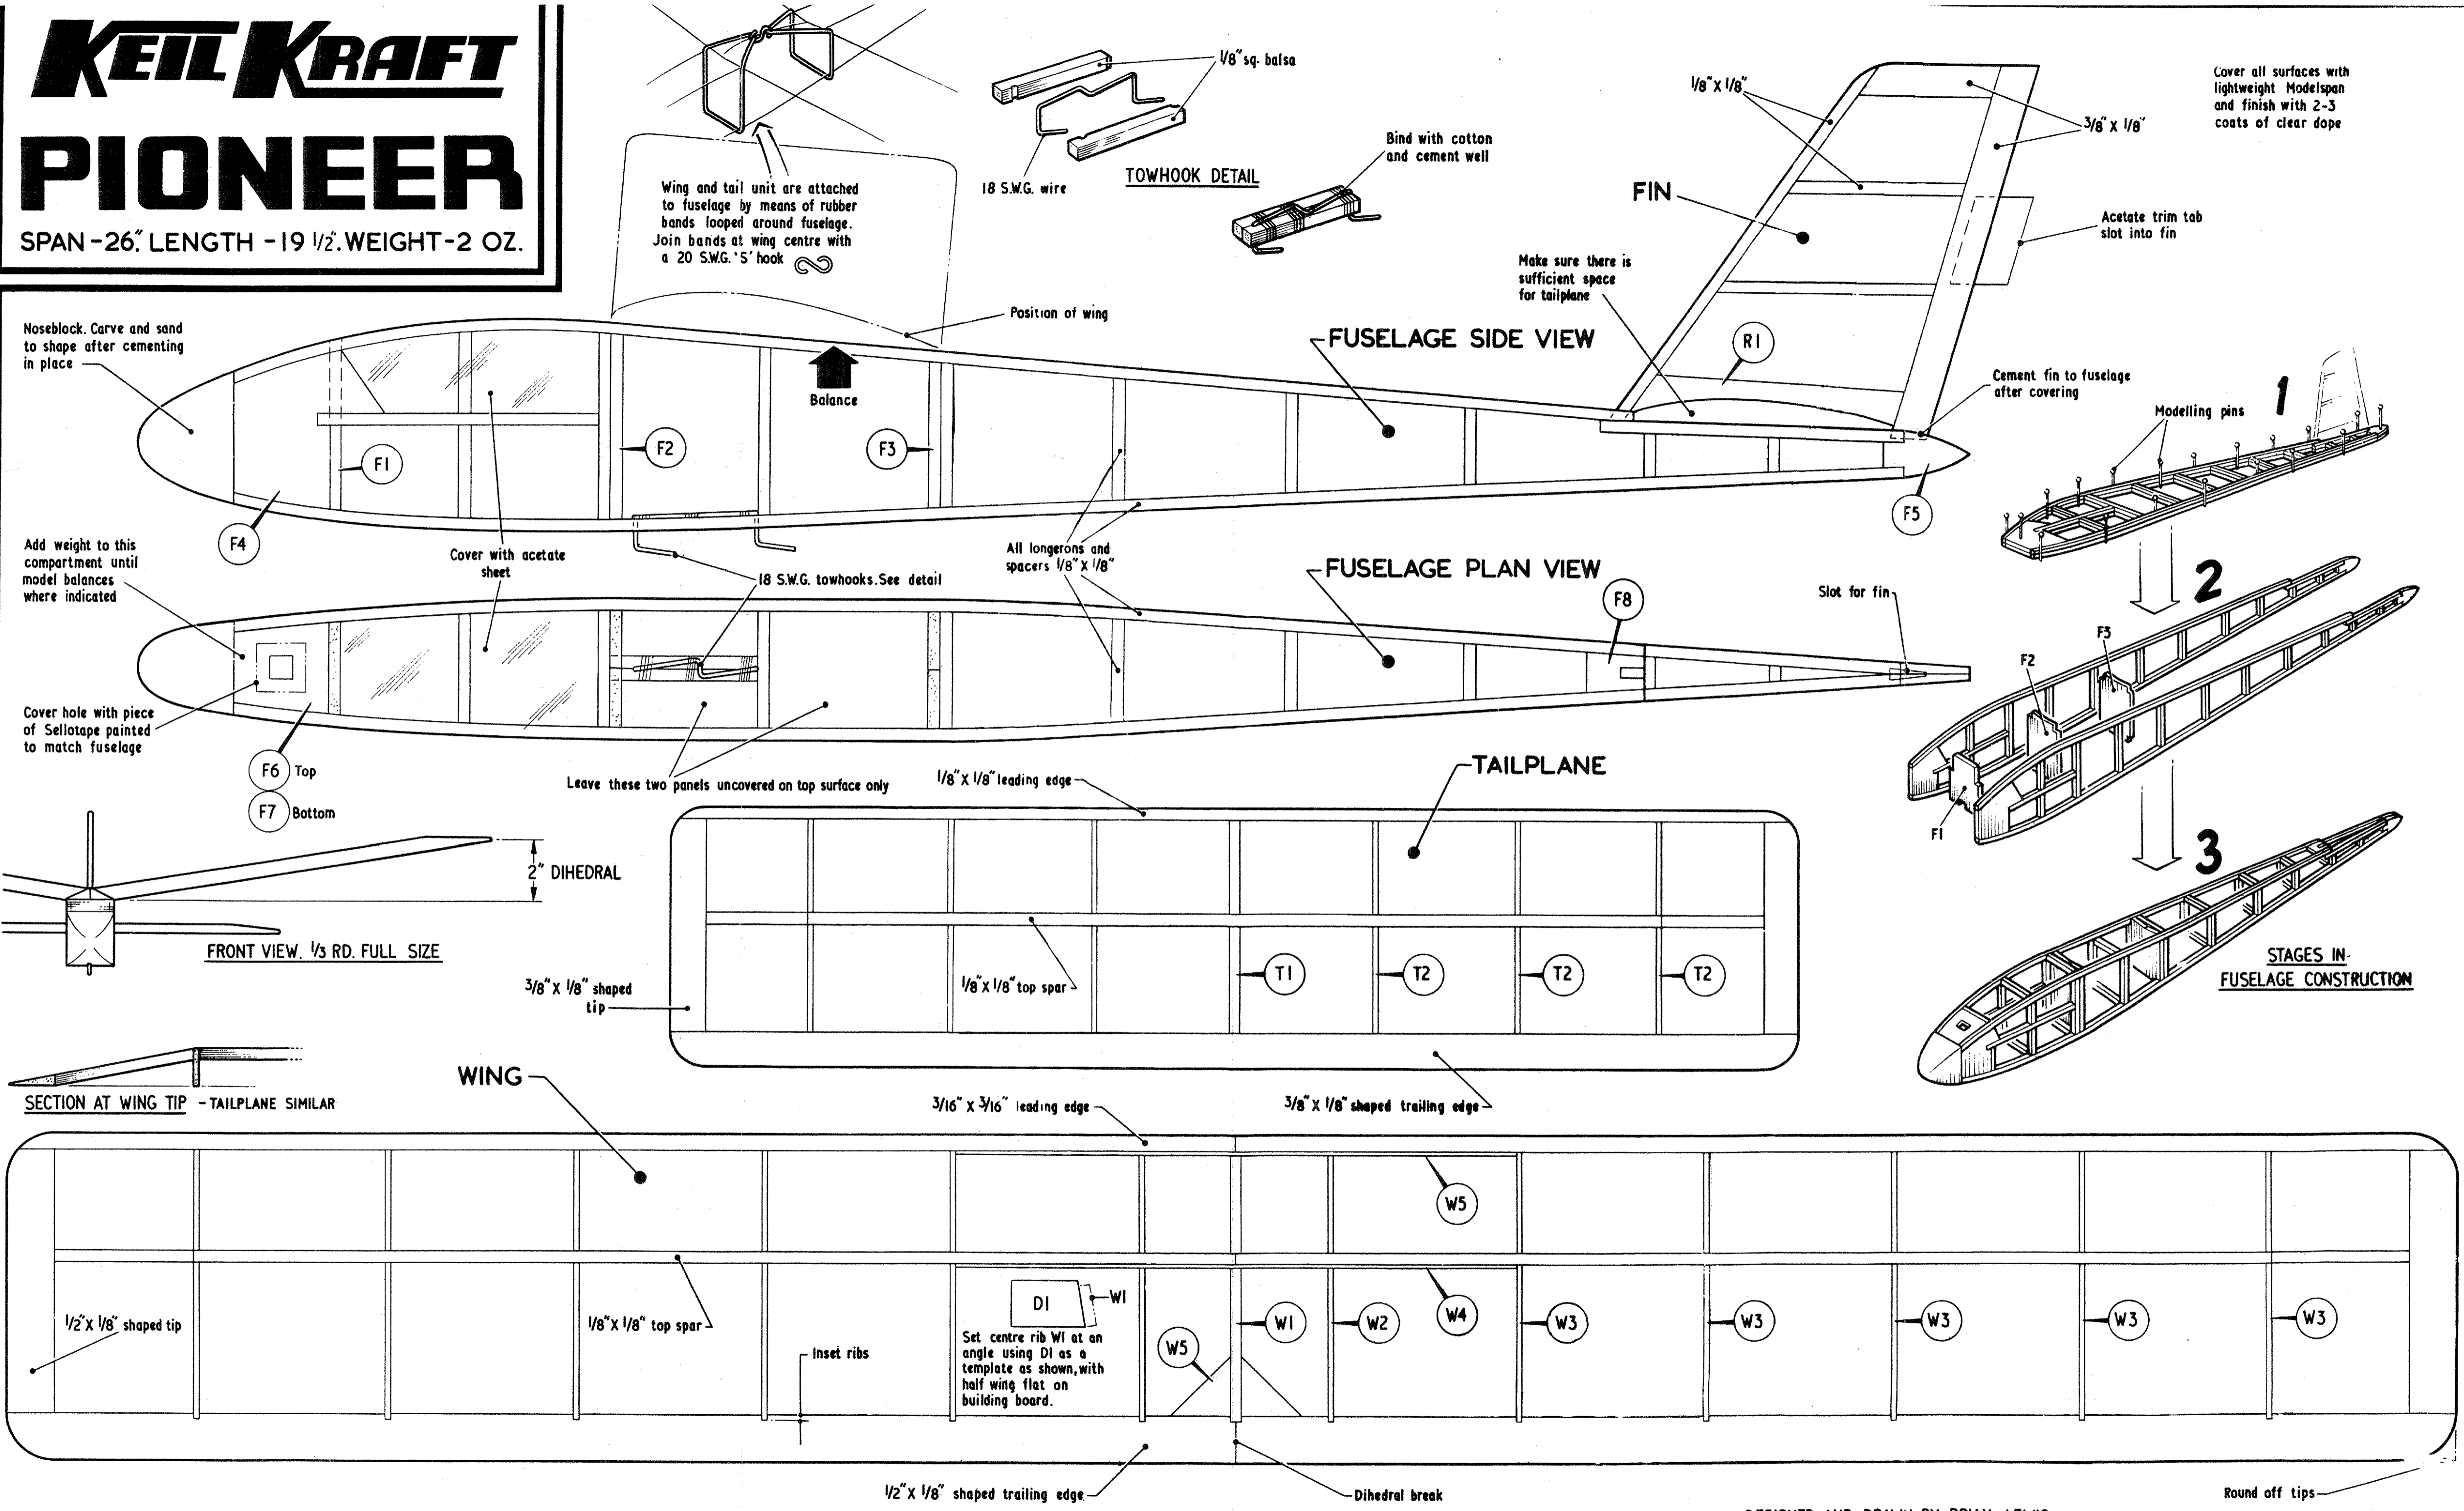 KEIL KRAFT
PIONEER
SPAN-26". LENGTH -19 1/2". WEIGHT-2 OZ.
Wing and tail unit are attached
to fuselage by means of rubber
bands looped around fuselage.
Join bands at wing centre with
a 20 S.W.G. 'S' hook
1/8" sq. balsa
18 S.W.G. wire
TOWHOOK DETAIL
Bind with cotton
and cement well
1/8" X 1/8"
3/8" X 1/8"
Cover all surfaces with
lightweight Modelspan
and finish with 2-3
coats of clear dope
FIN
Acetate trim tab
slot into fin
Make sure there is
sufficient space
for tailplane
R1
Cement fin to fuselage
after covering
Noseblock. Carve and sand
to shape after cementing
in place
Position of wing
Balance
FUSELAGE SIDE VIEW
F1
F2
F3
F4
F5
Modelling pins
1
Add weight to this
compartment until
model balances
where indicated
Cover with acetate
sheet
18 S.W.G. towhooks. See detail
All longerons and
spacers 1/8" X 1/8"
FUSELAGE PLAN VIEW
F8
Slot for fin
2
F3
F2
F1
Cover hole with piece
of Sellotape painted
to match fuselage
F6 Top
F7 Bottom
Leave these two panels uncovered on top surface only
1/8" X 1/8" leading edge
TAILPLANE
2" DIHEDRAL
FRONT VIEW. 1/3 RD. FULL SIZE
3/8" X 1/8" shaped
tip
1/8" X 1/8" top spar
T1
T2
T2
T2
3
STAGES IN
FUSELAGE CONSTRUCTION
SECTION AT WING TIP - TAILPLANE SIMILAR
WING
3/16" X 3/16" leading edge
3/8" X 1/8" shaped trailing edge
W5
1/2" X 1/8" shaped tip
1/8" X 1/8" top spar
Inset ribs
D1
W1
Set centre rib W1 at an
angle using D1 as a
template as shown, with
half wing flat on
building board.
W5
W1
W2
W4
W3
W3
W3
W3
W3
1/2" X 1/8" shaped trailing edge
Dihedral break
Round off tips
DESIGNED AND DRAWN BY BRIAN LEWIS